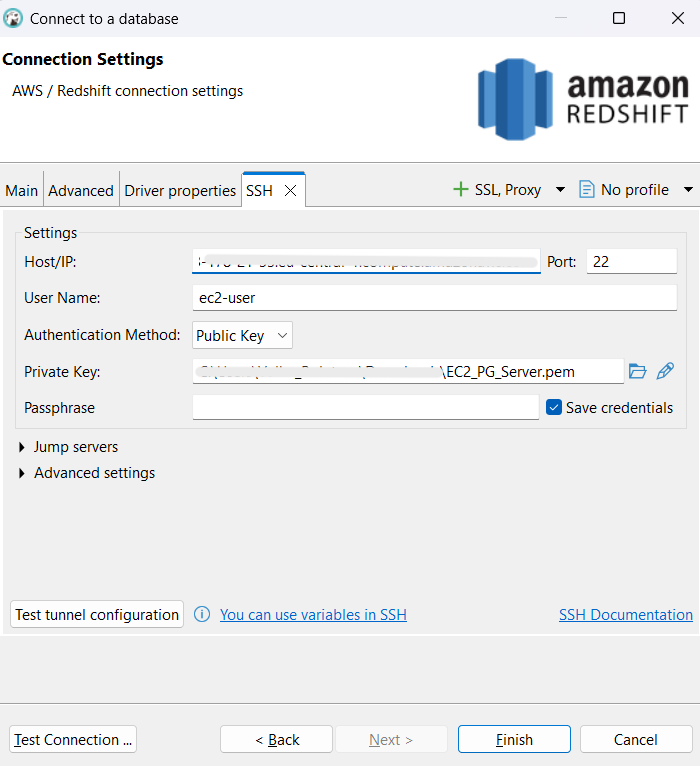 Connect to a database
Connection Settings
AWS / Redshift connection settings
amazon
REDSHIFT
Main Advanced Driver properties SSH SSL, Proxy No profile
Settings
Host/IP: Port: 22
User Name: ec2-user
Authentication Method: Public Key
Private Key: \EC2_PG_Server.pem
Passphrase Save credentials
Jump servers
Advanced settings
Test tunnel configuration You can use variables in SSH SSH Documentation
Test Connection ... < Back Next > Finish Cancel